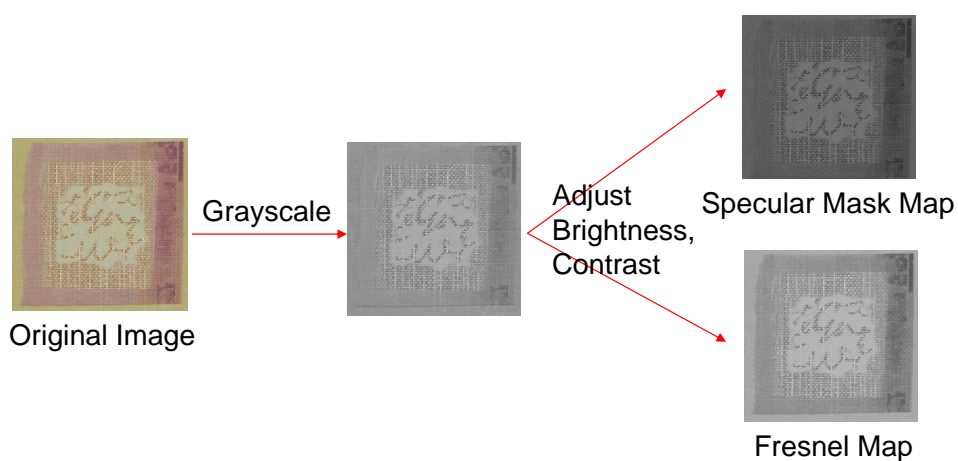 Grayscale
Original Image
Adjust
Brightness,
Contrast
Specular Mask Map
Fresnel Map